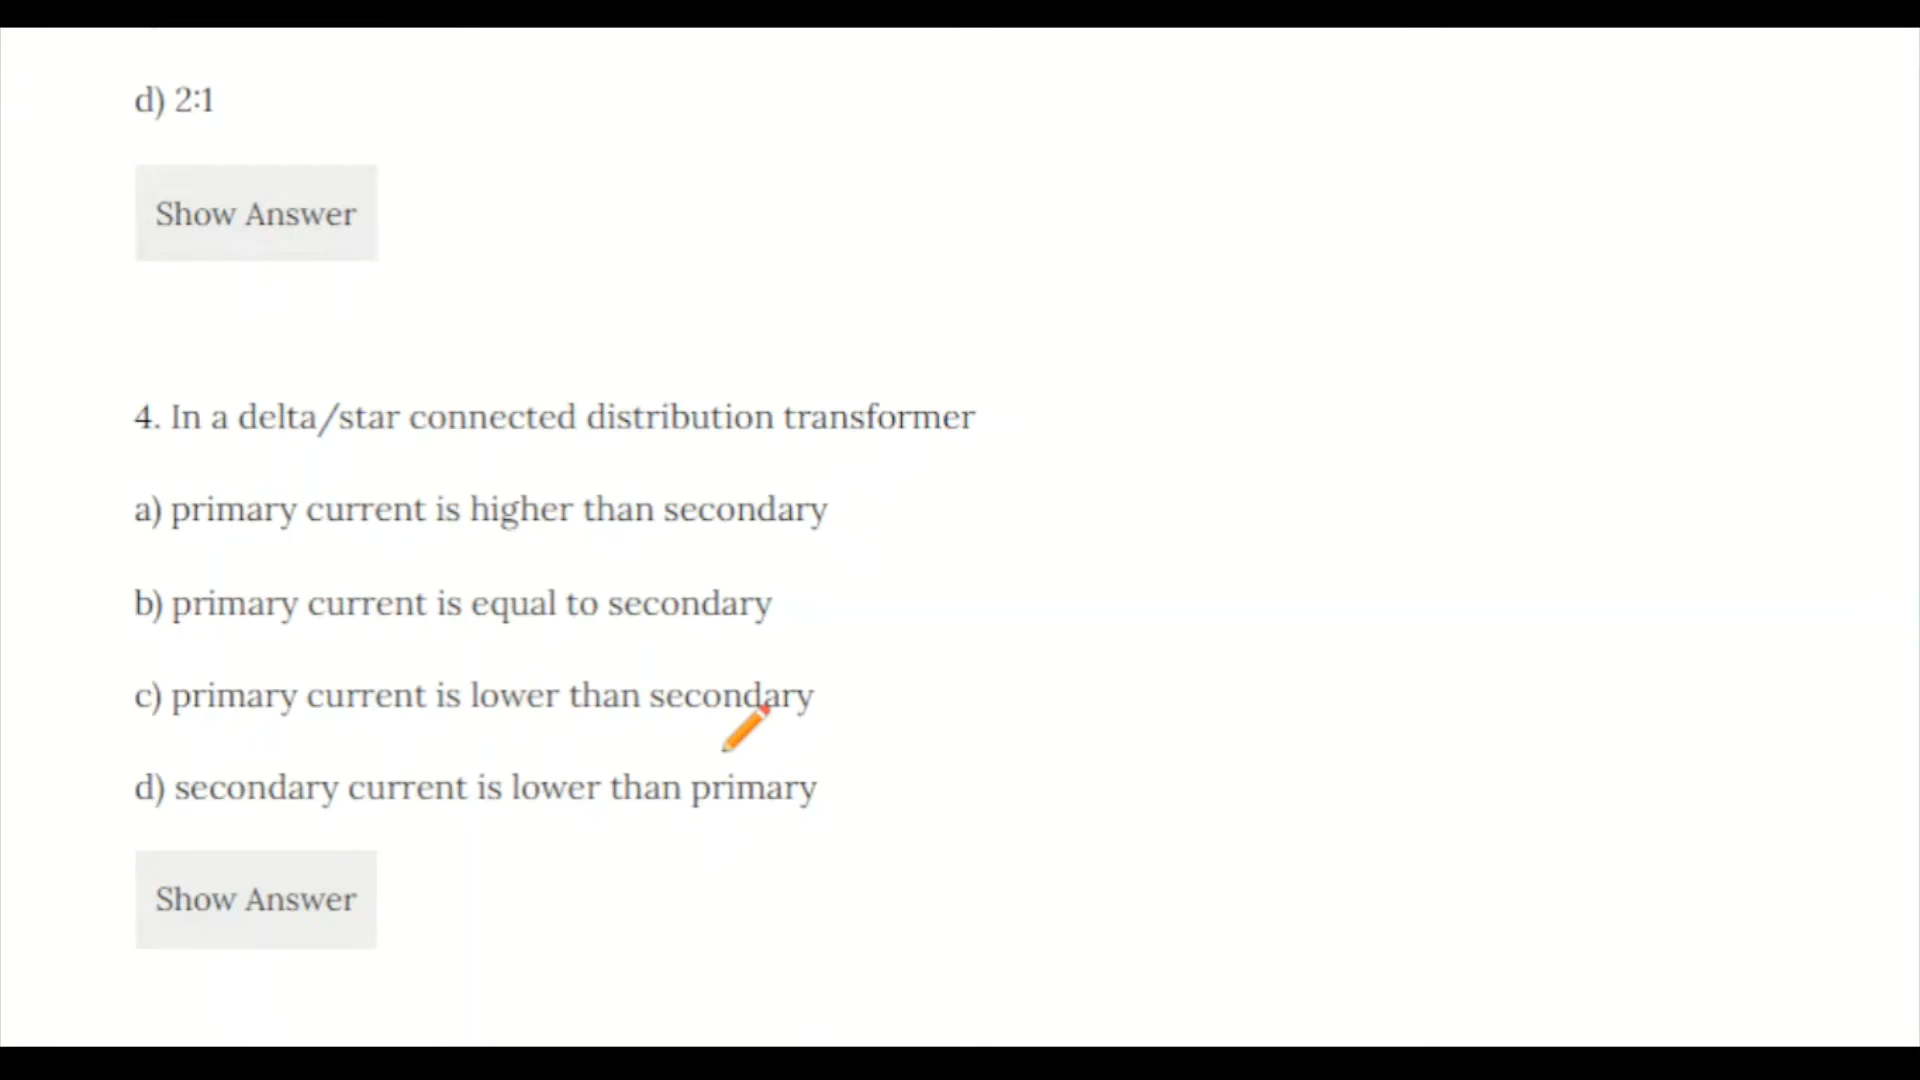 d) 2:1
Show Answer
4. In a delta/star connected distribution transformer
a) primary current is higher than secondary
b) primary current is equal to secondary
c) primary current is lower than secondary
d) secondary current is lower than primary
Show Answer